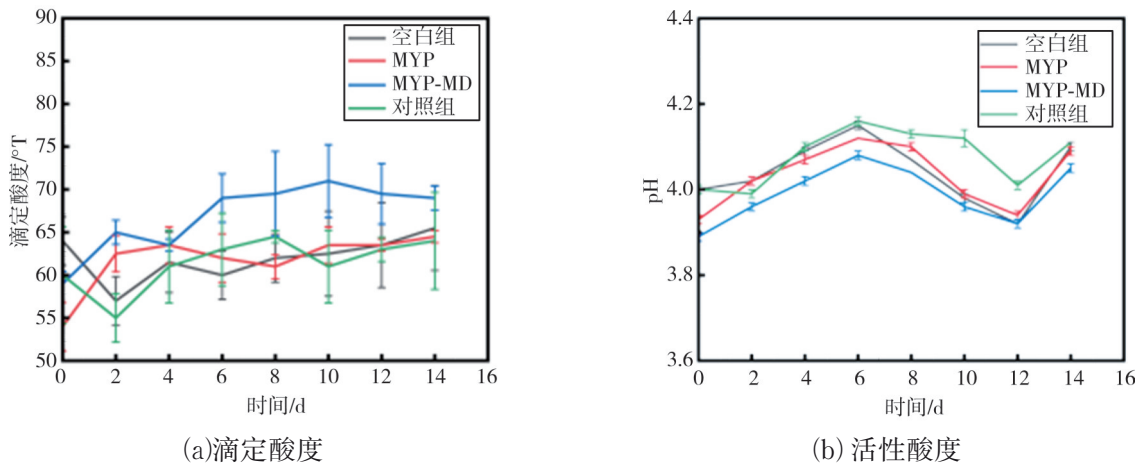 90
85
80
75
70
65
60
55
50
滴定酸度/°T
空白组
MYP
MYP-MD
对照组
0 2 4 6 8 10 12 14 16
时间/d
(a)滴定酸度
4.4
4.2
4.0
3.8
3.6
pH
空白组
MYP
MYP-MD
对照组
0 2 4 6 8 10 12 14 16
时间/d
(b) 活性酸度